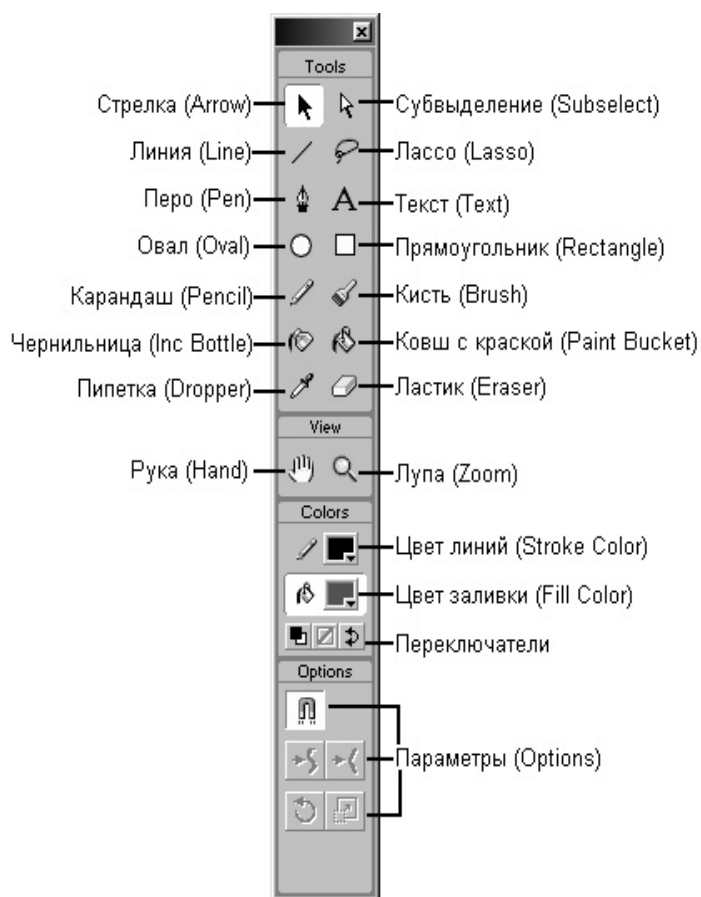 Tools
Стрелка (Arrow)
Субвыделение (Subselect)
Линия (Line)
Лассо (Lasso)
Перо (Pen)
A
Текст (Text)
Овал (Oval)
Прямоугольник (Rectangle)
Карандаш (Pencil)
Кисть (Brush)
Чернильница (Inc Bottle)
Ковш с краской (Paint Bucket)
Пипетка (Dropper)
Ластик (Eraser)
View
Рука (Hand)
Лупа (Zoom)
Colors
Цвет линий (Stroke Color)
Цвет заливки (Fill Color)
Переключатели
Options
Параметры (Options)